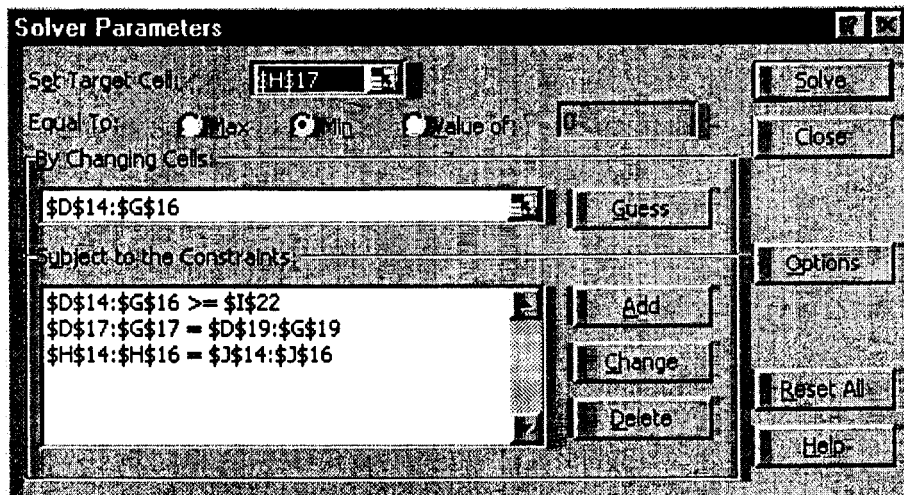 Solver Parameters
Set Target Cell: $H$17
Solve
Equal To: Max Min Value of: 0
Close
By Changing Cells:
$D$14:$G$16
Guess
Subject to the Constraints:
Options
$D$14:$G$16 >= $I$22
$D$17:$G$17 = $D$19:$G$19
$H$14:$H$16 = $J$14:$J$16
Add
Change
Reset All
Delete
Help